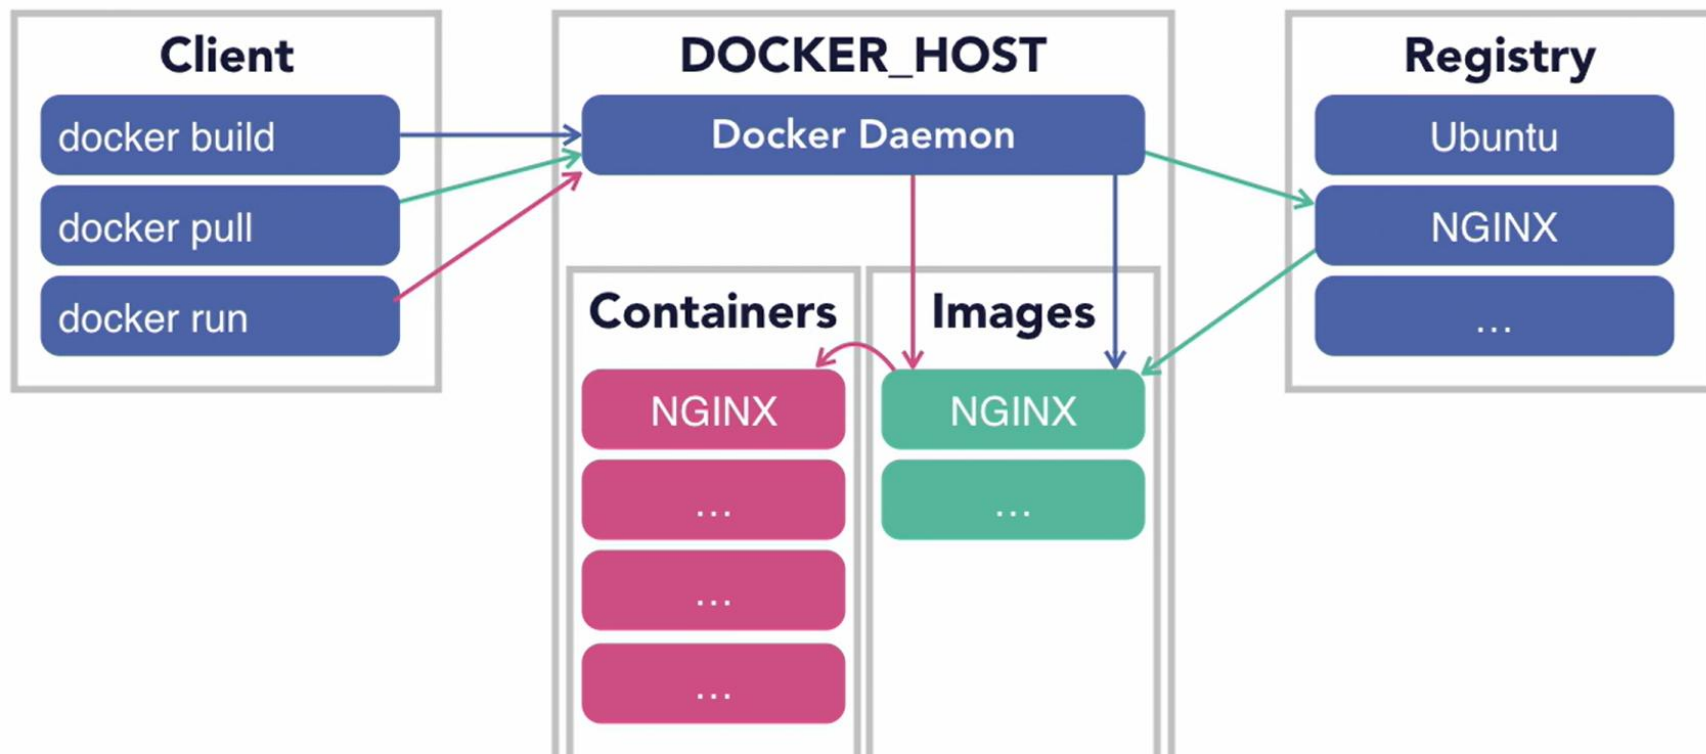 Client
docker build
docker pull
docker run
DOCKER_HOST
Docker Daemon
Containers
NGINX
...
...
...
Images
NGINX
...
Registry
Ubuntu
NGINX
...